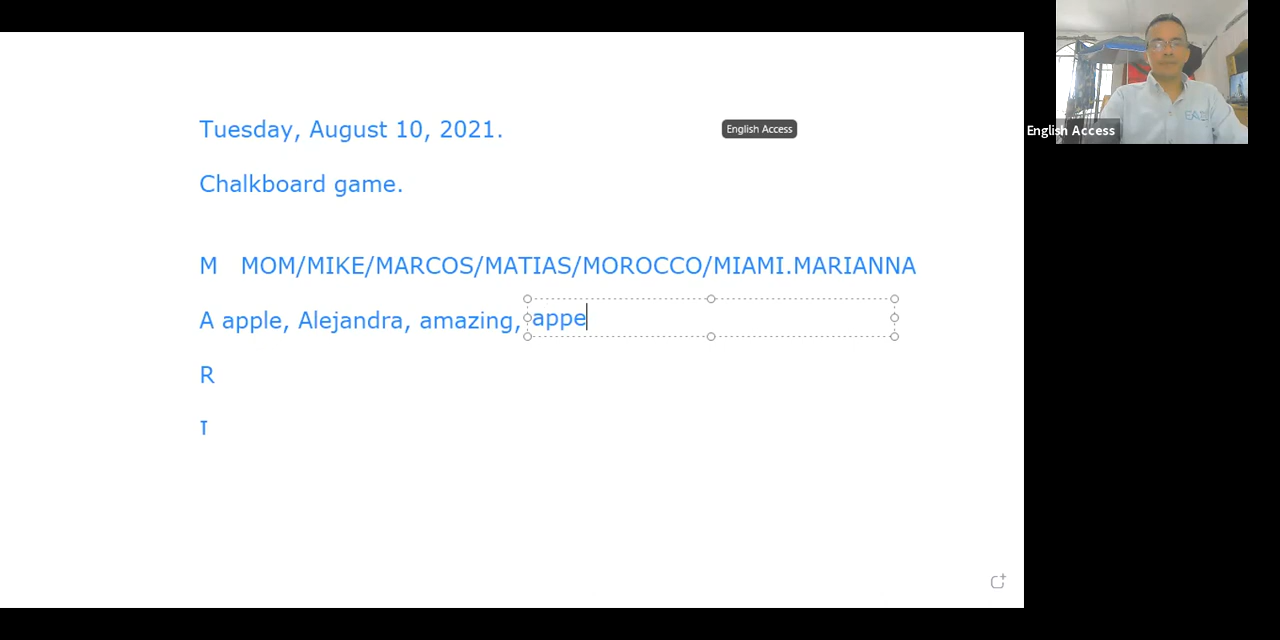 Tuesday, August 10, 2021.
English Access
English Access
Chalkboard game.
M MOM/MIKE/MARCOS/MATIAS/MOROCCO/MIAMI.MARIANNA
A apple, Alejandra, amazing, appe
R